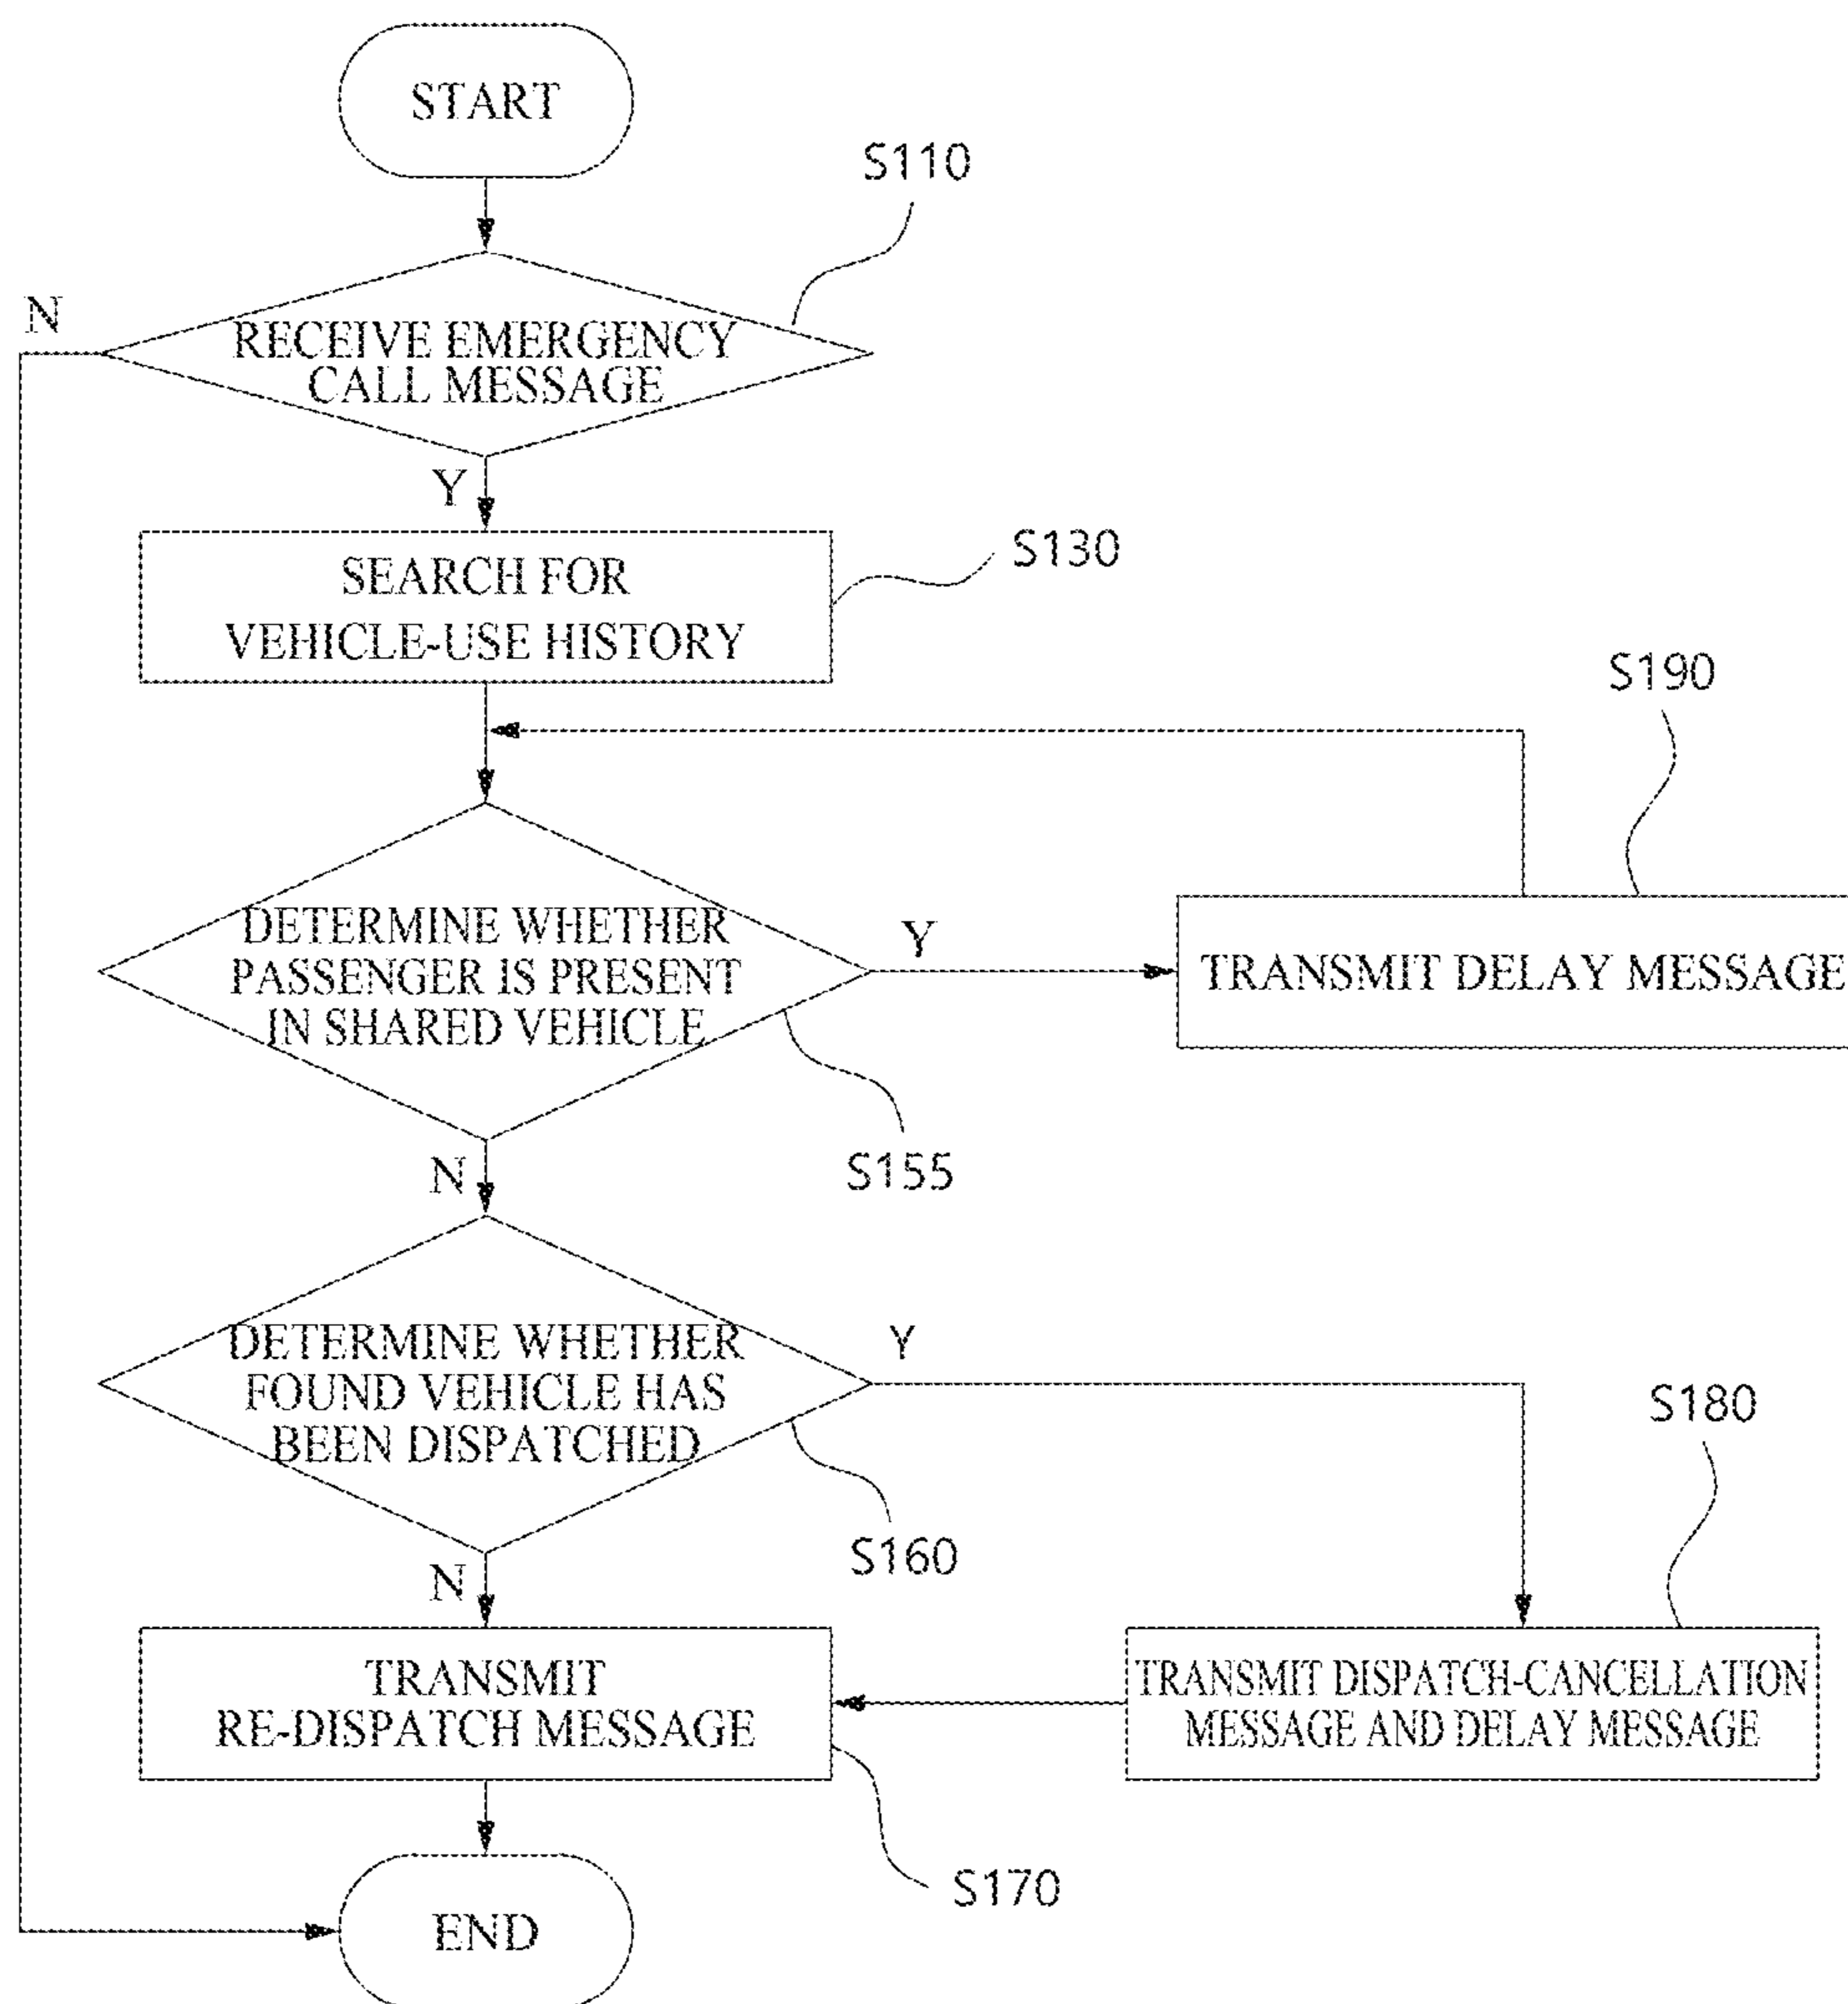 START
S110
N
RECEIVE EMERGENCY
CALL MESSAGE
Y
SEARCH FOR
VEHICLE-USE HISTORY
S130
S190
DETERMINE WHETHER
PASSENGER IS PRESENT
IN SHARED VEHICLE
Y
TRANSMIT DELAY MESSAGE
S155
N
DETERMINE WHETHER
FOUND VEHICLE HAS
BEEN DISPATCHED
Y
S180
S160
N
TRANSMIT
RE-DISPATCH MESSAGE
TRANSMIT DISPATCH-CANCELLATION
MESSAGE AND DELAY MESSAGE
S170
END